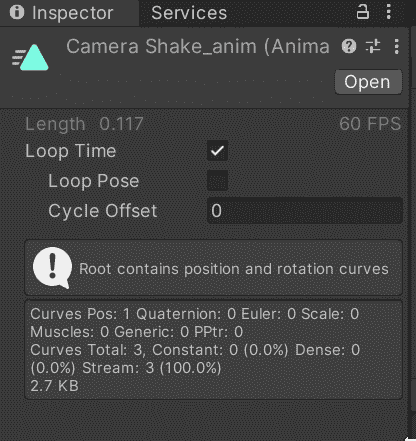 Inspector Services
Camera Shake_anim (Anima
Open
Length 0.117 60 FPS
Loop Time
Loop Pose
Cycle Offset 0
Root contains position and rotation curves
Curves Pos: 1 Quaternion: 0 Euler: 0 Scale: 0
Muscles: 0 Generic: 0 PPtr: 0
Curves Total: 3, Constant: 0 (0.0%) Dense: 0
(0.0%) Stream: 3 (100.0%)
2.7 KB